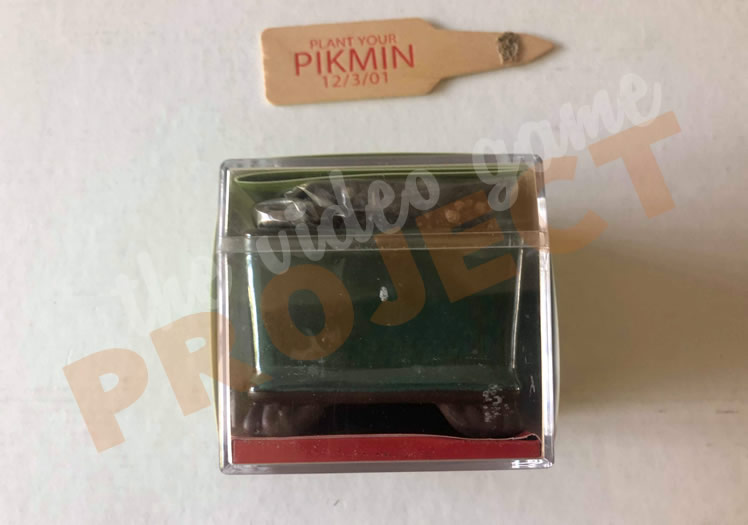 PLANT YOUR
PIKMIN
12/3/01
the video game
PROJECT